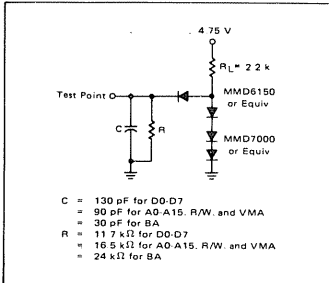 4 75 V
RL* 2 2 k
Test Point
MMD6150
or Equiv
C
R
MMD7000
or Equiv
C = 130 pF for D0-D7
= 90 pF for A0-A15. R/W. and VMA
= 30 pF for BA
R = 11 7 kΩ for D0-D7
= 16.5 kΩ for A0-A15. R/W. and VMA
= 24 kΩ for BA